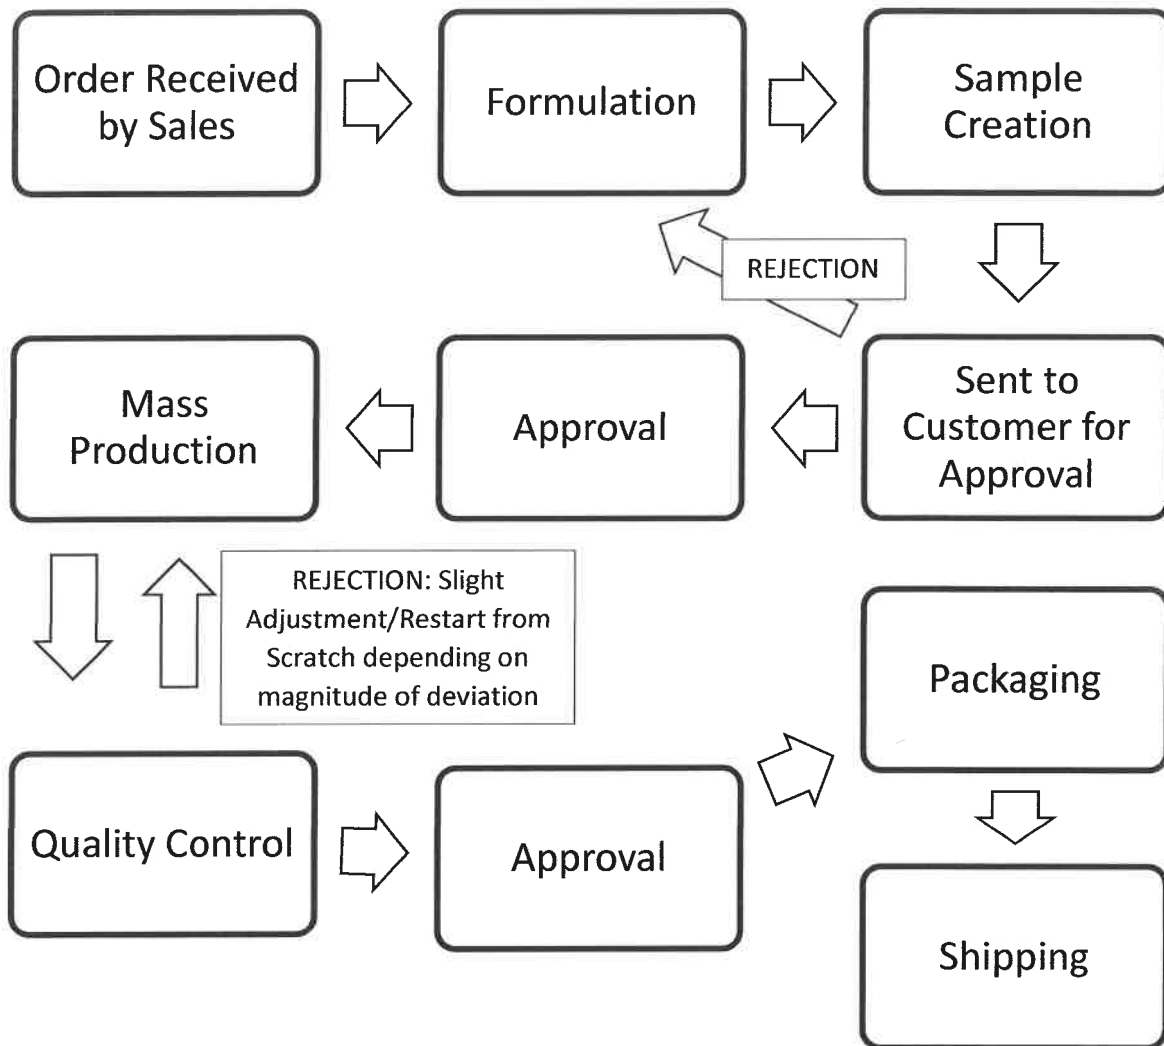 Order Received
by Sales
Formulation
Sample
Creation
REJECTION
Sent to
Customer for
Approval
Approval
Mass
Production
REJECTION: Slight
Adjustment/Restart from
Scratch depending on
magnitude of deviation
Quality Control
Approval
Packaging
Shipping